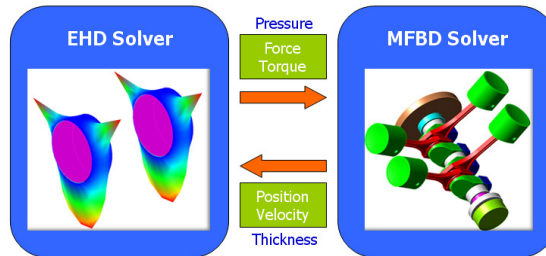 EHD Solver
Pressure
Force
Torque
Position
Velocity
Thickness
MFBD Solver